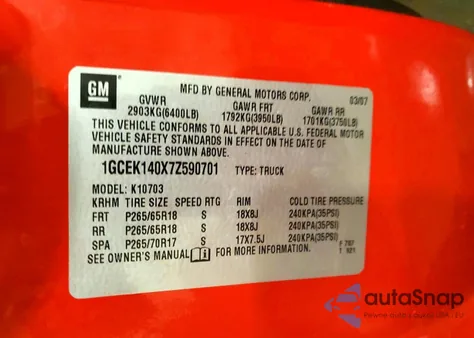 GM
MFD BY GENERAL MOTORS CORP. 03/07
GVWR GAWR FRT GAWR RR
2903KG(6400LB) 1792KG(3950LB) 1701KG(3750LB)
THIS VEHICLE CONFORMS TO ALL APPLICABLE U.S. FEDERAL MOTOR
VEHICLE SAFETY STANDARDS IN EFFECT ON THE DATE OF
MANUFACTURE SHOWN ABOVE.
1GCEK140X7Z590701 TYPE: TRUCK
MODEL: K10703
KRHM TIRE SIZE SPEED RIM COLD TIRE PRESSURE
FRT P265/65R18 S 18X8J 240KPA(35PSI)
RR P265/65R18 S 18X8J 240KPA(35PSI)
SPA P265/70R17 S 17X7.5J 240KPA(35PSI)
SEE OWNER'S MANUAL FOR MORE INFORMATION.
autaSnap